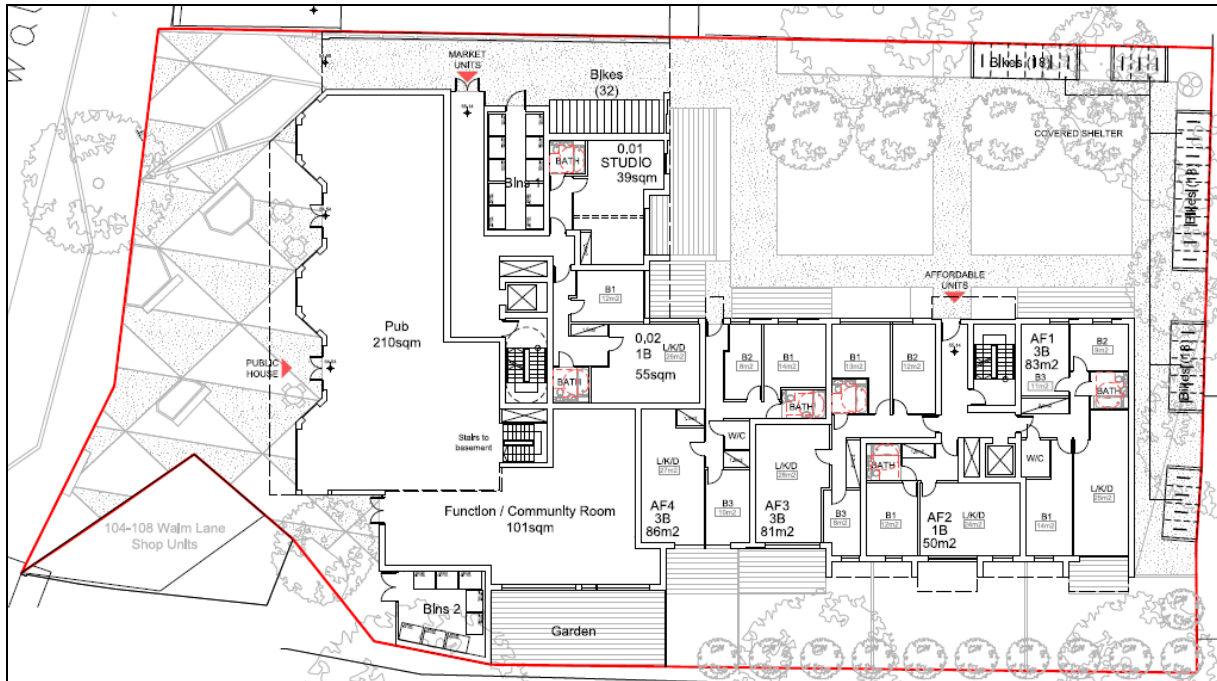 MARKET
UNITS
Bikes
(32)
Bikes (18)
COVERED SHELTER
Bikes (18)
Bikes (18)
0,01
STUDIO
39sqm
BATH
Bins 1
B1
12m2
AFFORDABLE
UNITS
Pub
210sqm
PUBLIC
HOUSE
0,02
1B
55sqm
L/K/D
BATH
B2
8m2
B1
14m2
B1
B2
12m2
AF1
3B
83m2
B3
11m2
B2
9m2
BATH
BATH
Stairs to
basement
W/C
W/C
L/K/D
27m2
AF4
3B
86m2
B3
10m2
L/K/D
AF3
3B
81m2
B3
BATH
B1
12m2
AF2
1B
50m2
L/K/D
24m2
B1
14m2
L/K/D
25m2
104-108 Walm Lane
Shop Units
Function / Community Room
101sqm
Bins 2
Garden